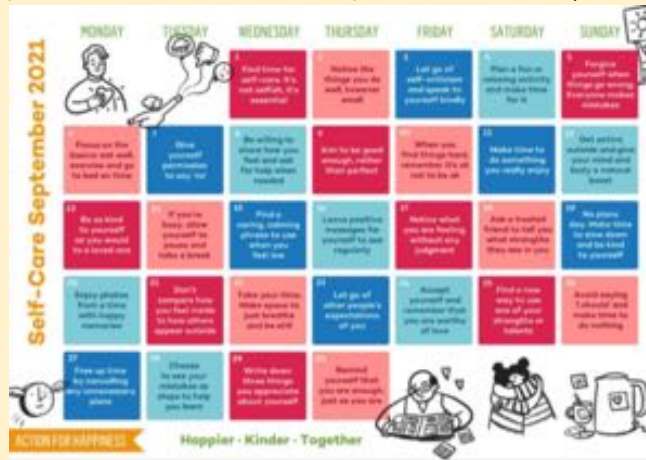 Self-Care September 2021
MONDAY TUESDAY WEDNESDAY THURSDAY FRIDAY SATURDAY SUNDAY
1
Find time for
self-care. It's
not selfish, it's
essential
2
Notice the
things you do
well, however
small
3
Let go of
self-criticism
and speak to
yourself kindly
4
Plan a fun or
relaxing activity
and make time
for it
5
Forgive
yourself when
things go wrong.
Everyone makes
mistakes
6
Focus on the
basics: eat well,
exercise and go
to bed on time
7
Give
yourself
permission
to say 'no'
8
Be willing to
share how you
feel and ask
for help when
needed
9
Aim to be good
enough, rather
than perfect
10
When you
find things hard,
remember it's ok
not to be ok
11
Make time to
do something
you really enjoy
12
Get active
outside and give
your mind and
body a natural
boost
13
Be as kind
to yourself
as you would
to a loved one
14
If you're
busy, allow
yourself to
pause and
take a break
15
Find a
caring, calming
phrase to use
when you
feel low
16
Leave positive
messages for
yourself to see
regularly
17
Notice what
you are feeling
without any
judgment
18
Ask a trusted
friend to tell you
what strengths
they see in you
19
No plans
day. Make time
to slow down
and be kind
to yourself
20
Enjoy photos
from a time
with happy
memories
21
Don't
compare how
you feel inside
to how others
appear outside
22
Take your time.
Make space to
just breathe
and be still
23
Let go of
other people's
expectations
of you
24
Accept
yourself and
remember that
you are worthy
of love
25
Find a new
way to use
one of your
strengths or
talents
26
Avoid saying
'I should' and
make time to
do nothing
27
Free up time
by cancelling
any unnecessary
plans
28
Choose
to see your
mistakes as
steps to help
you learn
29
Write down
three things
you appreciate
about yourself
30
Remind
yourself that
you are enough,
just as you are
ACTION FOR HAPPINESS
Happier · Kinder · Together